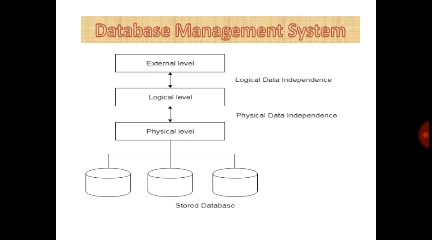 Database Management System
External level
Logical Data Independence
Logical level
Physical Data Independence
Physical level
Stored Database